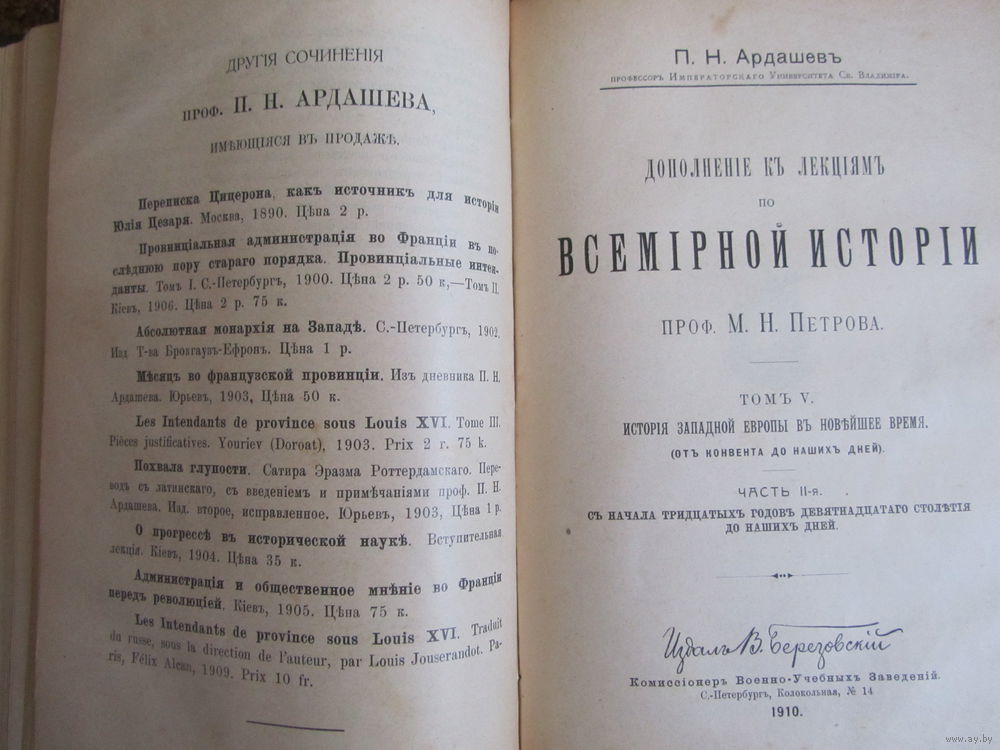 ДРУГІЯ СОЧИНЕНІЯ
ПРОФ. П. Н. АРДАШЕВА,
ИМѢЮЩІЯСЯ ВЪ ПРОДАЖѢ.
Переписка Цицерона, какъ источникъ для исторіи
Юлія Цезаря. Москва, 1890. Цѣна 2 р.
Провинціальная администрація во Франціи въ по-
слѣднюю пору стараго порядка. Провинціальные интен-
данты. Томъ I. С.-Петербургъ, 1900. Цѣна 2 р. 50 к,—Томъ II.
Кіевъ, 1906. Цѣна 2 р. 75 к.
Абсолютная монархія на Западѣ. С.-Петербургъ, 1902.
Изд Т-ва Брокгаузъ-Ефронъ. Цѣна 1 р.
Мѣсяцъ во французской провинціи. Изъ дневника П. Н.
Ардашева. Юрьевъ, 1903, Цѣна 50 к.
Les Intendants de province sous Louis XVI. Tome III.
Pièces justificatives. Youriev (Doroat), 1903. Prix 2 r. 75 k.
Похвала глупости. Сатира Эразма Роттердамскаго. Пере-
водъ съ латинскаго, съ введеніемъ и примѣчаніями проф. П. Н.
Ардашева. Изд. второе, исправленное. Юрьевъ, 1903, Цѣна 1 р.
О прогрессѣ въ исторической наукѣ. Вступительная
лекція. Кіевъ, 1904. Цѣна 35 к.
Администрація и общественное мнѣніе во Франціи
передъ революціей. Кіевъ, 1905. Цѣна 75 к.
Les Intendants de province sous Louis XVI. Traduit
du russe, sous la direction de l'auteur, par Louis Jouserandot. Pa-
ris, Félix Alcan, 1909. Prix 10 fr.
П. Н. Ардашевъ
ПРОФЕССОРЪ ИМПЕРАТОРСКАГО УНИВЕРСИТЕТА СВ. ВЛАДИМІРА.
ДОПОЛНЕНІЕ КЪ ЛЕКЦІЯМЪ
ПО
ВСЕМІРНОЙ ИСТОРІИ
ПРОФ. М. Н. ПЕТРОВА.
ТОМЪ V.
ИСТОРІЯ ЗАПАДНОЙ ЕВРОПЫ ВЪ НОВѢЙШЕЕ ВРЕМЯ.
(ОТЪ КОНВЕНТА ДО НАШИХЪ ДНЕЙ).
ЧАСТЬ II-я.
СЪ НАЧАЛА ТРИДЦАТЫХЪ ГОДОВЪ ДЕВЯТНАДЦАТАГО СТОЛѢТІЯ
ДО НАШИХЪ ДНЕЙ.
Издалъ В. Березовскій
Комиссіонеръ Военно-Учебныхъ Заведеній.
С.-Петербургъ, Колокольная, № 14
1910.
www.ay.by